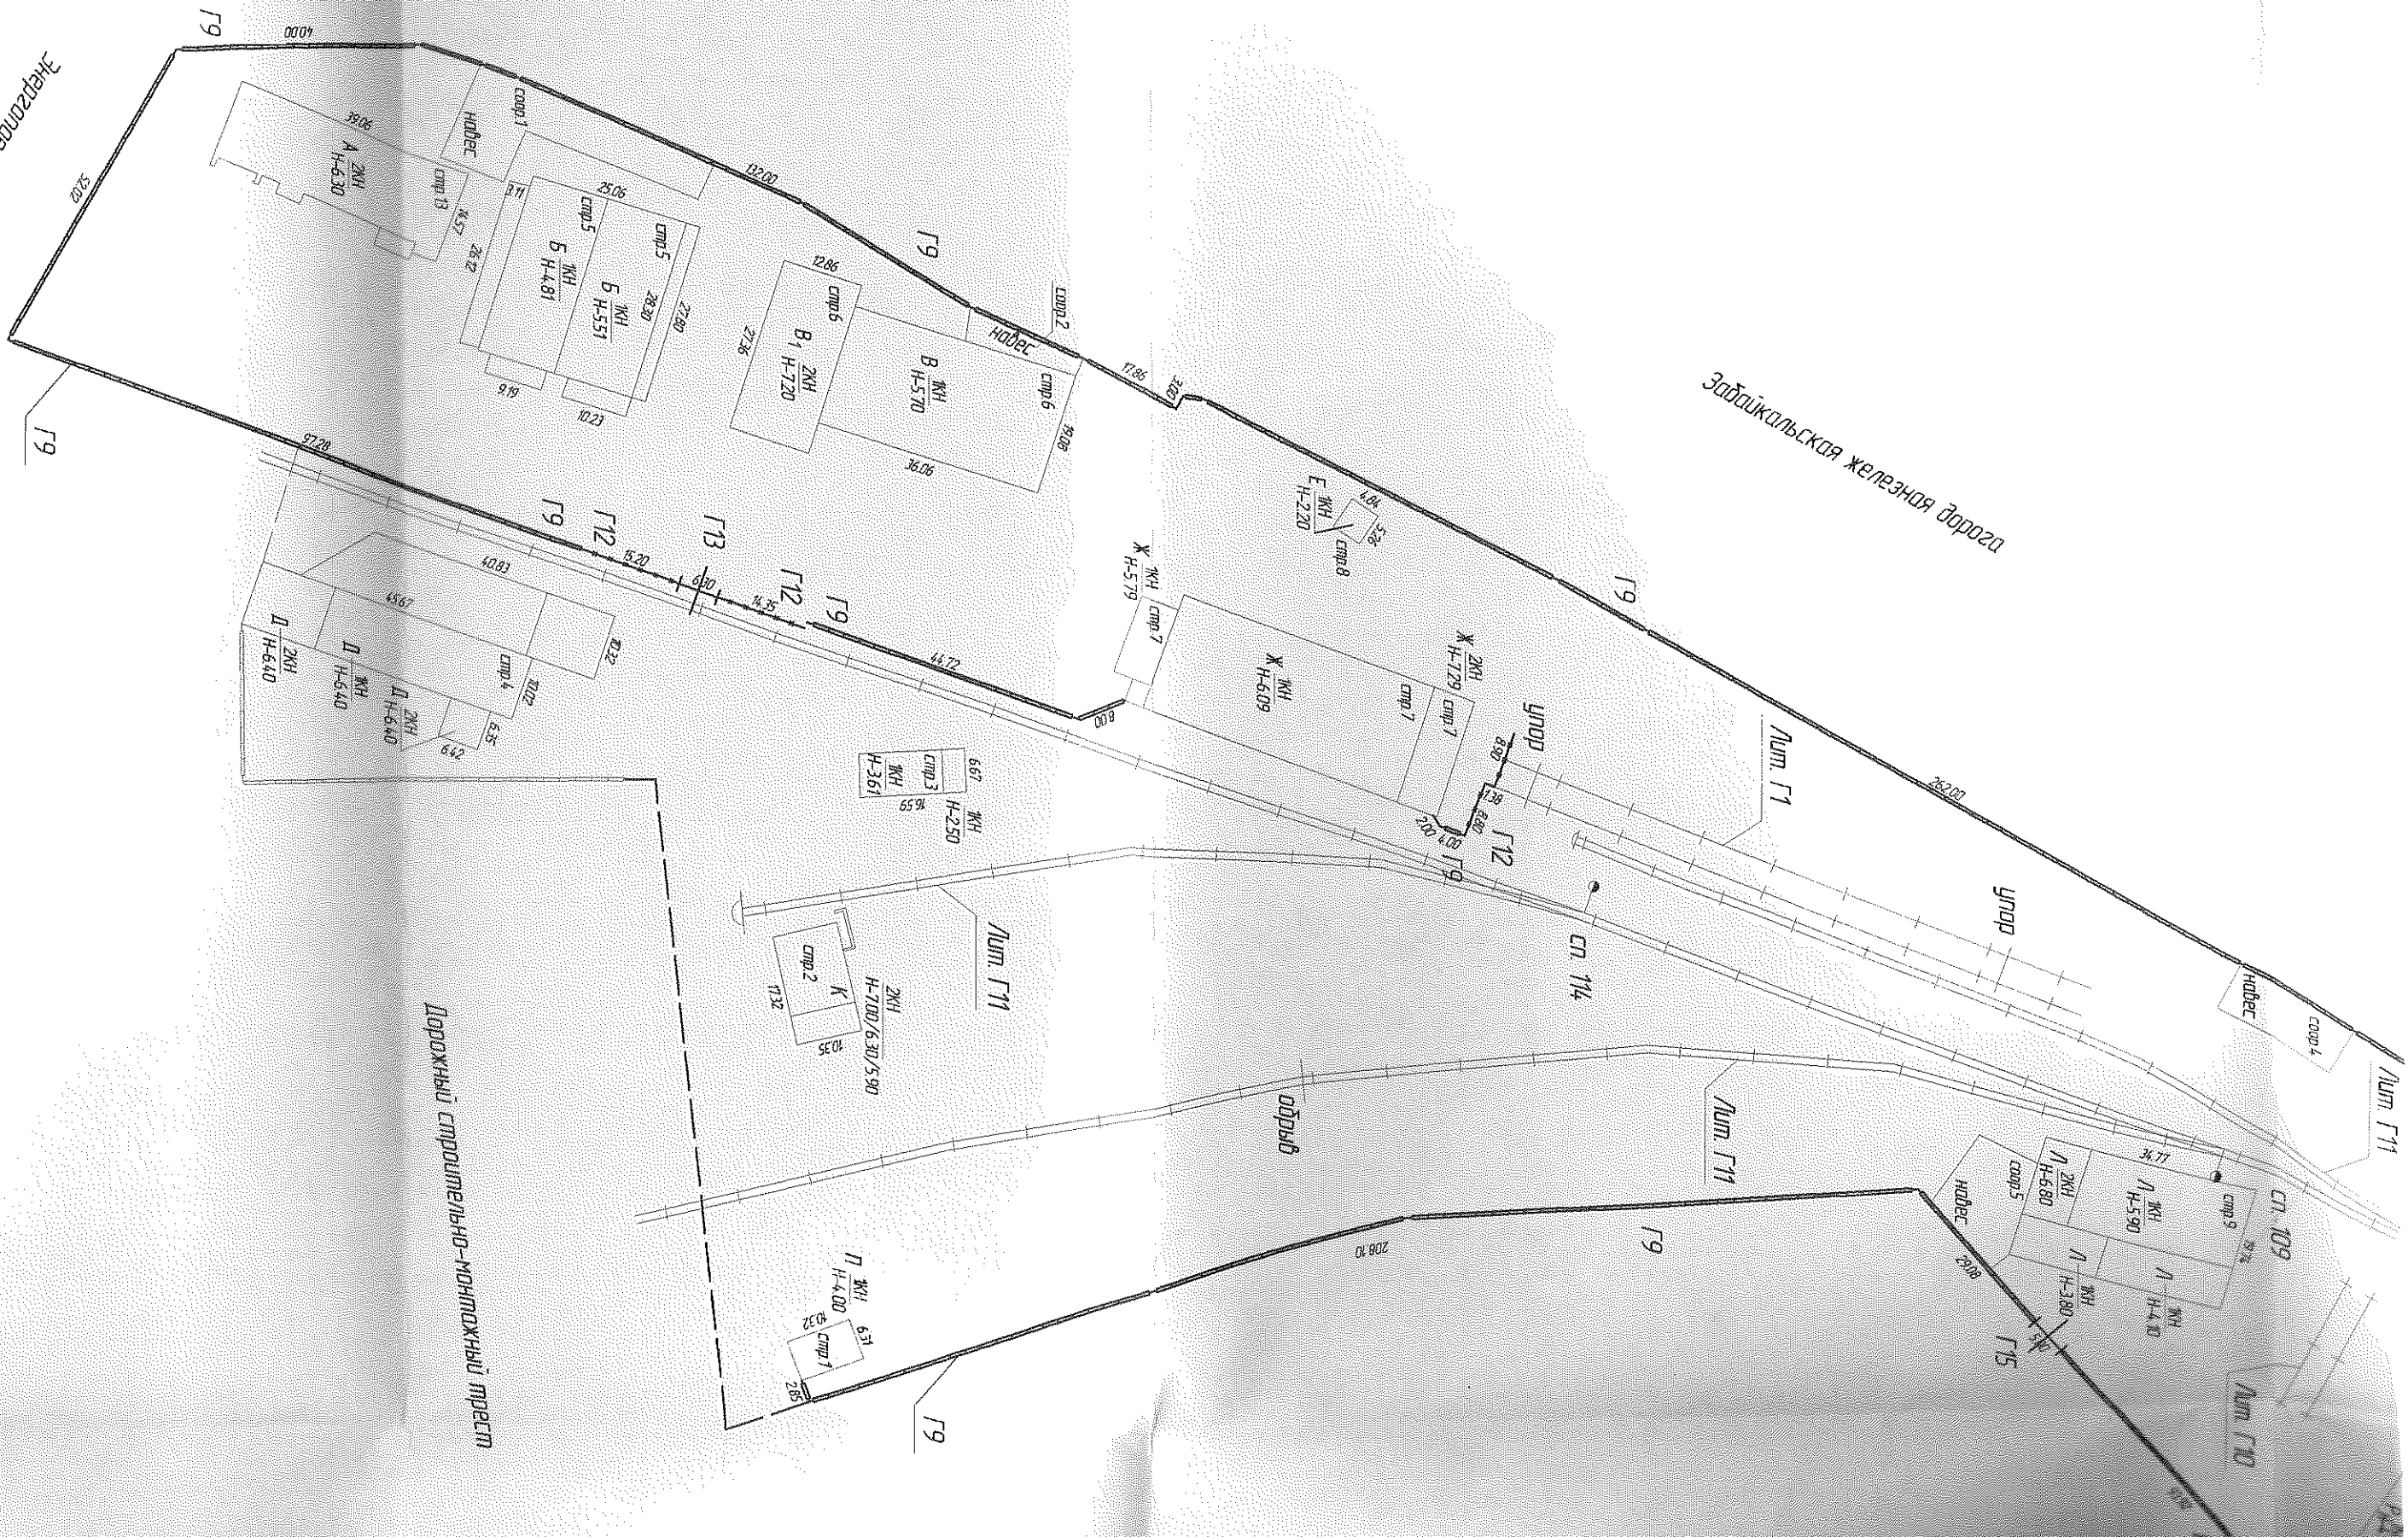 Забайкальская железная дорога
Дорожный строительно-монтажный трест
Г9
40.00
52.02
39.06
А 2КН
Н-6.30
стр.13
14.57
навес
соор.1
132.00
3.11
25.06
стр.5
стр.5
Б 1КН
Н-4.81
Б 1КН
Н-5.51
26.12
28.30
27.80
9.19
10.23
Г9
12.86
стр.6
В1 2КН
Н-7.20
27.36
соор.2
навес
В 1КН
Н-5.70
стр.6
19.08
36.06
17.86
3.00
Г9
97.28
Г9
Г12
15.20
Г13
6.30
Г12
14.35
Г9
44.72
8.00
40.83
45.67
10.32
стр.4
10.02
Д 2КН
Н-6.40
Д 1КН
Н-6.40
Д 2КН
Н-6.40
6.35
6.42
Е 1КН
Н-2.20
4.84
5.26
стр.8
Ж 1КН
Н-5.79
стр.7
Ж 1КН
Н-6.09
стр.7
Ж 2КН
Н-7.29
стр.7
упор
8.90
8.80
2.00
4.00
Г12
Г9
Г9
Лит. Г1
262.00
упор
навес
соор.4
Лит. Г11
6.67
стр.3
1КН
Н-3.61
16.59
1КН
Н-2.50
Лит. Г11
сп. 114
стр.2
К
2КН
Н-7.00/6.30/5.90
17.32
10.35
обрыв
Лит. Г11
34.77
стр.9
сп. 109
Л 1КН
Н-5.90
Л 2КН
Н-6.80
соор.5
навес
Л 1КН
Н-3.80
Л 1КН
Н-4.10
29.08
Г15
Лит. Г10
Г9
208.10
П 1КН
Н-4.00
10.32
6.31
стр.1
2.85
Г9